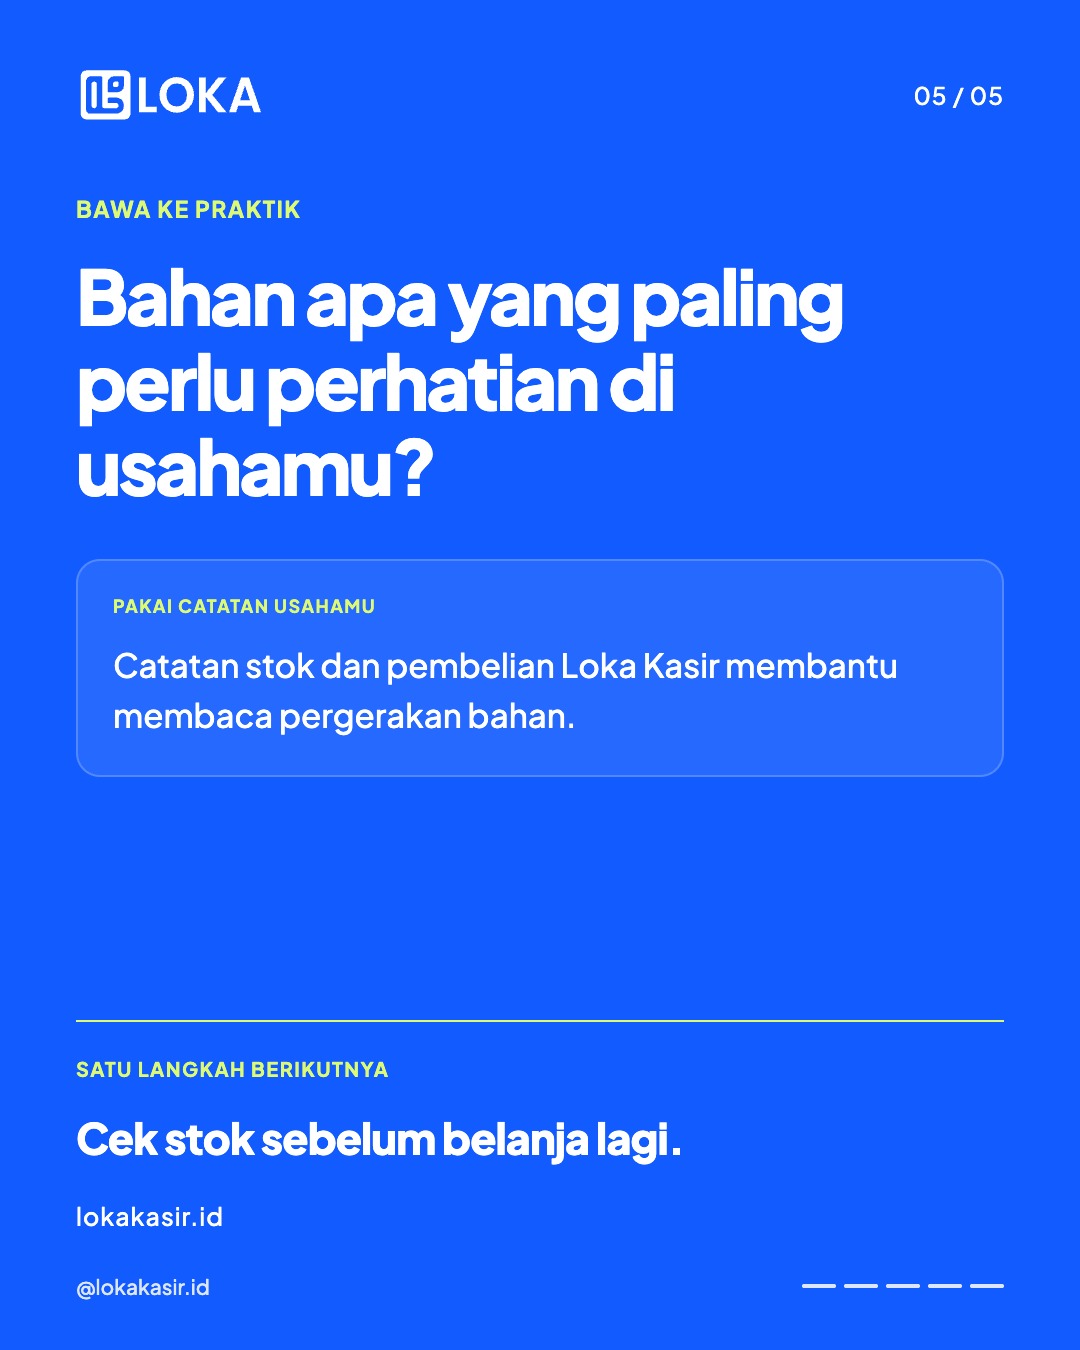 LOKA
05 / 05
BAWA KE PRAKTIK
Bahan apa yang paling
perlu perhatian di
usahamu?
PAKAI CATATAN USAHAMU
Catatan stok dan pembelian Loka Kasir membantu
membaca pergerakan bahan.
SATU LANGKAH BERIKUTNYA
Cek stok sebelum belanja lagi.
lokakasir.id
@lokakasir.id